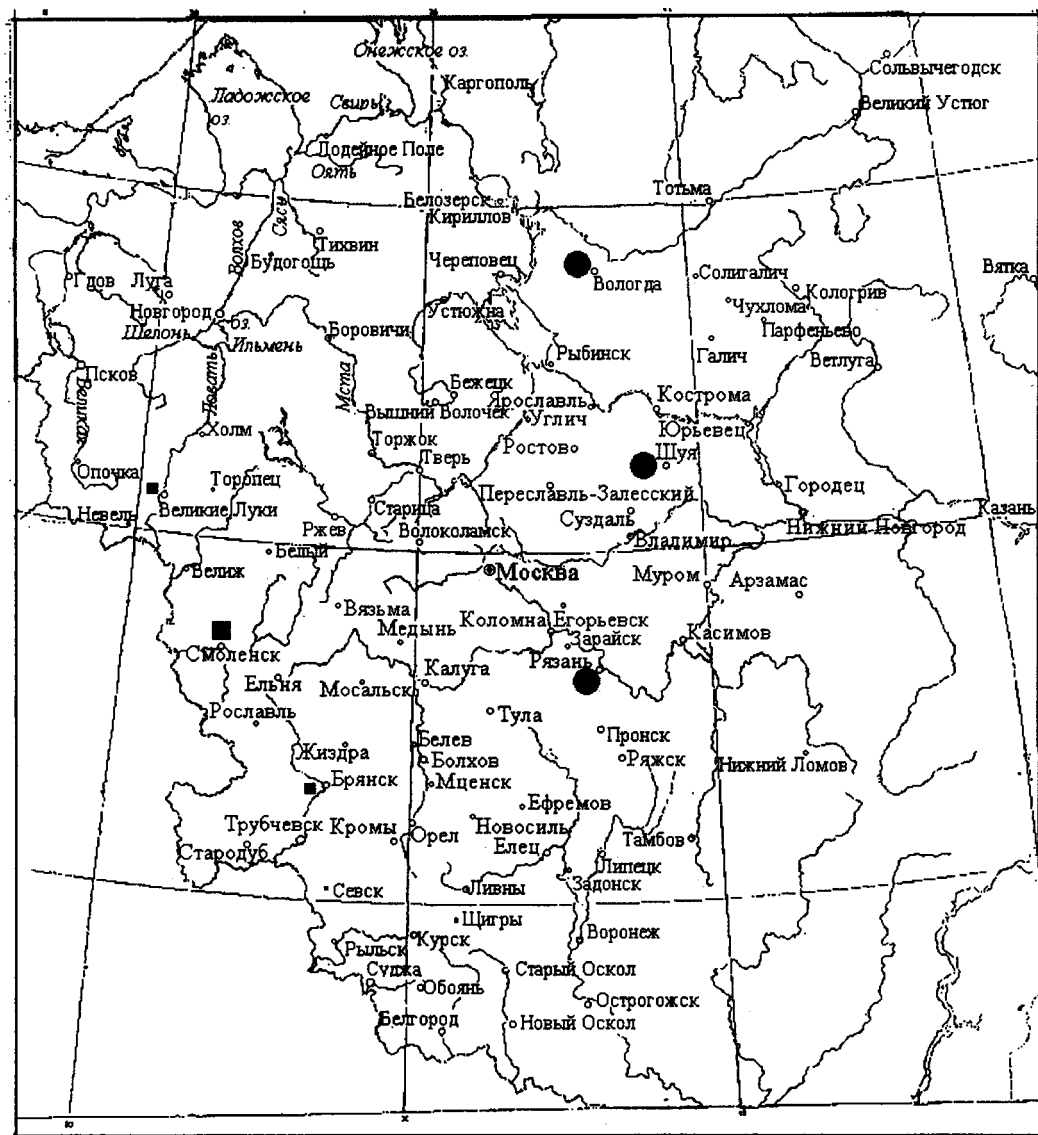 Онежское оз.
Каргополь
Сольвычегодск
Ладожское
оз.
Свирь
Великий Устюг
Лодейное Поле
Оять
Тотьма
Белозерск
Кириллов
Сясь
Волхов
Тихвин
Будогощь
Череповец
Вологда
Солигалич
Вятка
Гдов
Луга
Чухлома
Кологрив
Новгород
оз.
Устюжна
Парфеньево
Шелонь
Ильмень
Боровичи
Рыбинск
Галич
Ветлуга
Псков
Ловать
Мста
Бежецк
Ярославль
Кострома
Вышний Волочек
Углич
Юрьевец
Холм
Торжок
Ростов
Шуя
Тверь
Опочка
Торопец
Переславль-Залесский
Городец
Невель
Великие Луки
Старица
Суздаль
Казань
Ржев
Волоколамск
Владимир
Нижний Новгород
Белый
Велиж
Москва
Муром
Арзамас
Вязьма
Медынь
Коломна
Егорьевск
Зарайск
Касимов
Смоленск
Рязань
Ельня
Мосальск
Калуга
Рославль
Тула
Пронск
Жиздра
Белев
Болхов
Ряжск
Нижний Ломов
Брянск
Мценск
Ефремов
Трубчевск
Кромы
Орел
Новосиль
Тамбов
Стародуб
Елец
Липецк
Севск
Ливны
Задонск
Щигры
Рыльск
Курск
Воронеж
Суджа
Старый Оскол
Обоянь
Острогожск
Белгород
Новый Оскол